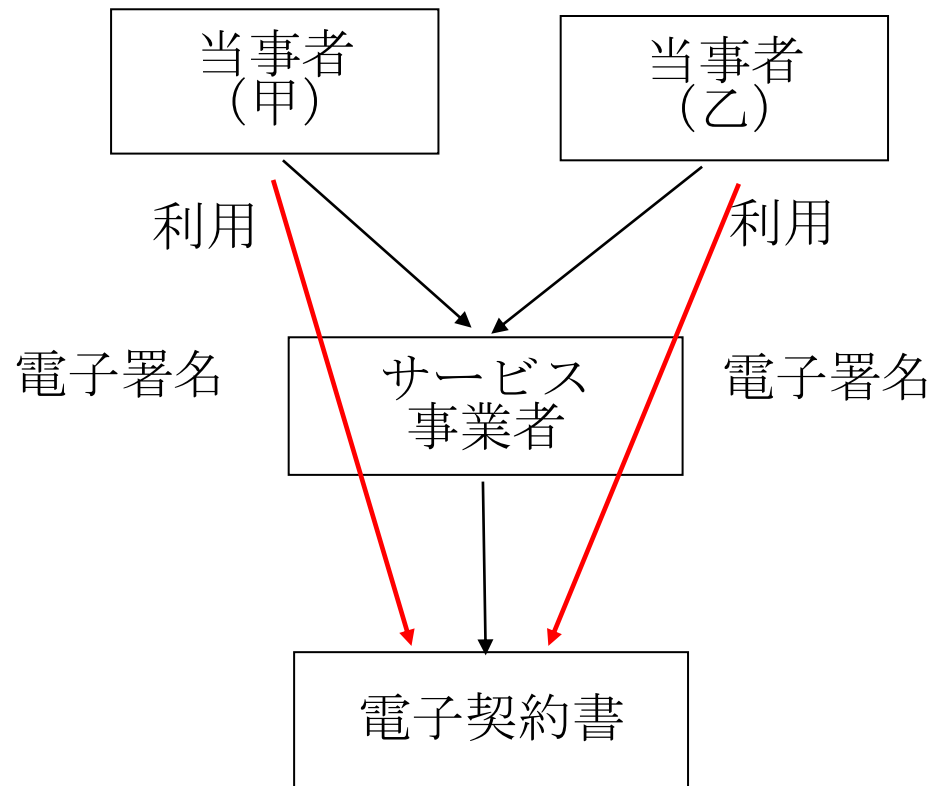 当事者
（甲）
当事者
（乙）
利用
利用
電子署名
サービス
事業者
電子署名
電子契約書